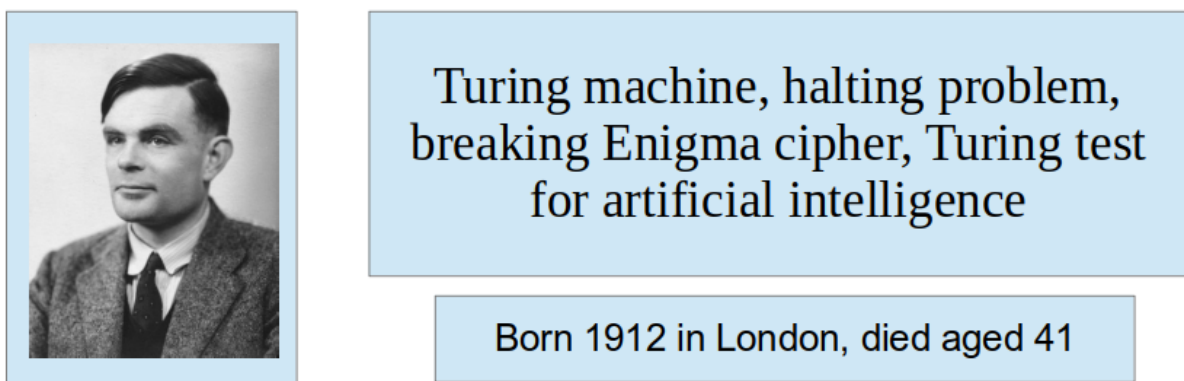 Turing machine, halting problem,
breaking Enigma cipher, Turing test
for artificial intelligence
Born 1912 in London, died aged 41